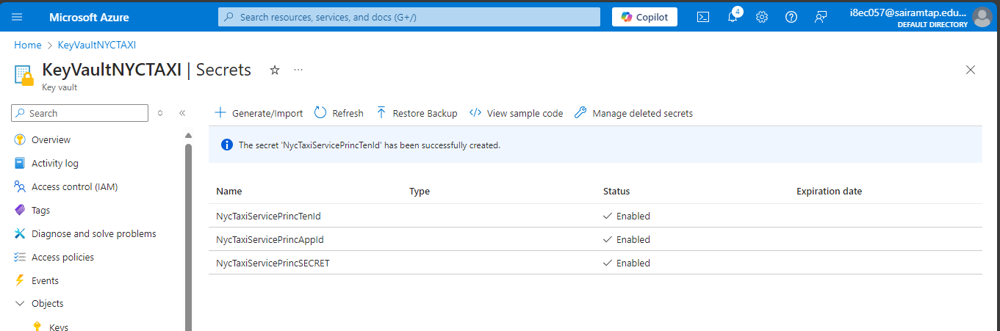 Microsoft Azure
Search resources, services, and docs (G+/)
Copilot
4
i8ec057@sairamtap.edu...
DEFAULT DIRECTORY
Home > KeyVaultNYCTAXI
KeyVaultNYCTAXI | Secrets
Key vault
Search
Generate/Import
Refresh
Restore Backup
View sample code
Manage deleted secrets
Overview
Activity log
Access control (IAM)
Tags
Diagnose and solve problems
Access policies
Events
Objects
Keys
The secret 'NycTaxiServicePrincTenId' has been successfully created.
Name Type Status Expiration date
NycTaxiServicePrincTenId Enabled
NycTaxiServicePrincAppId Enabled
NycTaxiServicePrincSECRET Enabled